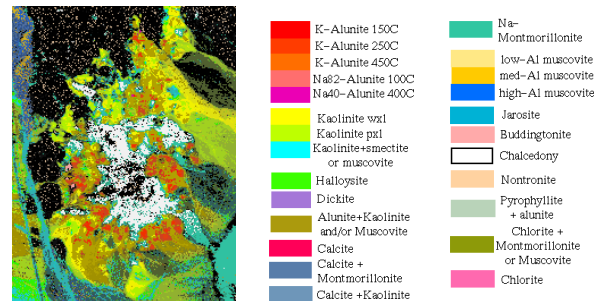 K-Alunite 150C
K-Alunite 250C
K-Alunite 450C
Na82-Alunite 100C
Na40-Alunite 400C
Kaolinite wxl
Kaolinite pxl
Kaolinite+smectite
or muscovite
Halloysite
Dickite
Alunite+Kaolinite
and/or Muscovite
Calcite
Calcite +
Montmorillonite
Calcite +Kaolinite
Na-
Montmorillonite
low-Al muscovite
med-Al muscovite
high-Al muscovite
Jarosite
Buddingtonite
Chalcedony
Nontronite
Pyrophyllite
+ alunite
Chlorite +
Montmorillonite
or Muscovite
Chlorite